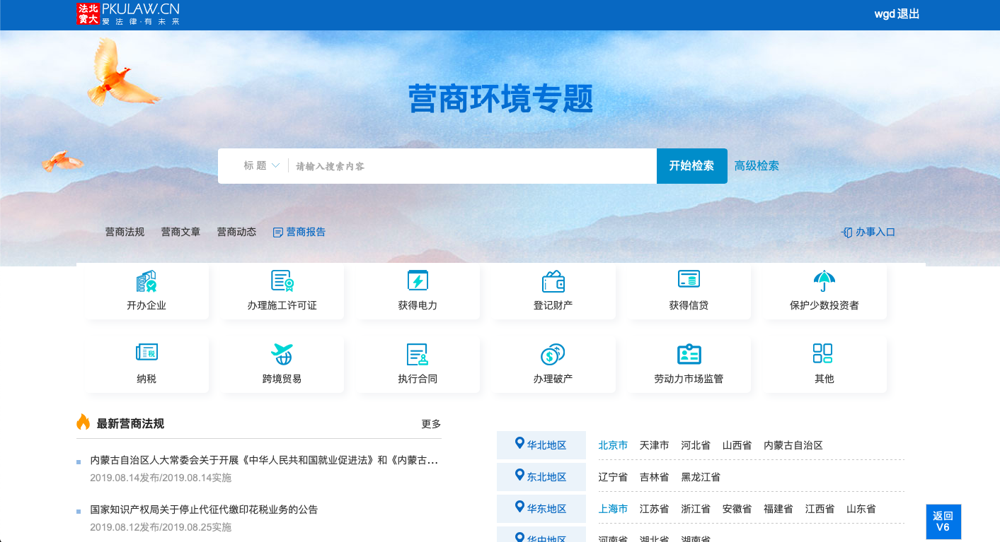 法北 PKULAW.CN
寶大 爱法律·有未来
wgd 退出
营商环境专题
标题 请输入搜索内容 开始检索 高级检索
营商法规 营商文章 营商动态 营商报告 办事入口
开办企业 办理施工许可证 获得电力 登记财产 获得信贷 保护少数投资者
税
纳税 跨境贸易 执行合同 办理破产 劳动力市场监管 其他
最新营商法规 更多
内蒙古自治区人大常委会关于开展《中华人民共和国就业促进法》和《内蒙古…
2019.08.14发布/2019.08.14实施
国家知识产权局关于停止代征代缴印花税业务的公告
2019.08.12发布/2019.08.25实施
华北地区 北京市 天津市 河北省 山西省 内蒙古自治区
东北地区 辽宁省 吉林省 黑龙江省
华东地区 上海市 江苏省 浙江省 安徽省 福建省 江西省 山东省
华中地区 河南省 湖北省 湖南省
返回
V6